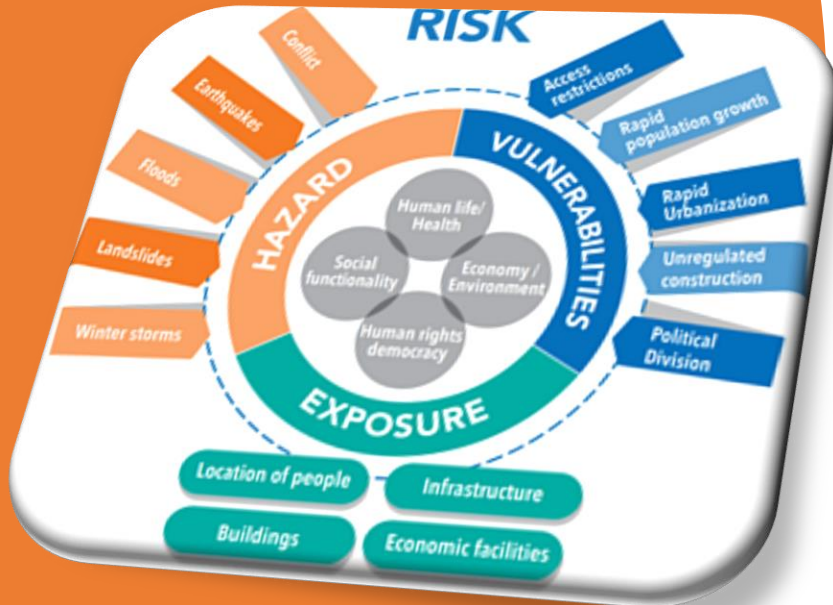 RISK
Conflict
Earthquakes
Floods
Landslides
Winter storms
HAZARD
VULNERABILITIES
EXPOSURE
Access
restrictions
Rapid
population growth
Rapid
Urbanization
Unregulated
construction
Political
Division
Human life/
Health
Social
functionality
Economy /
Environment
Human rights
democracy
Location of people
Infrastructure
Buildings
Economic facilities